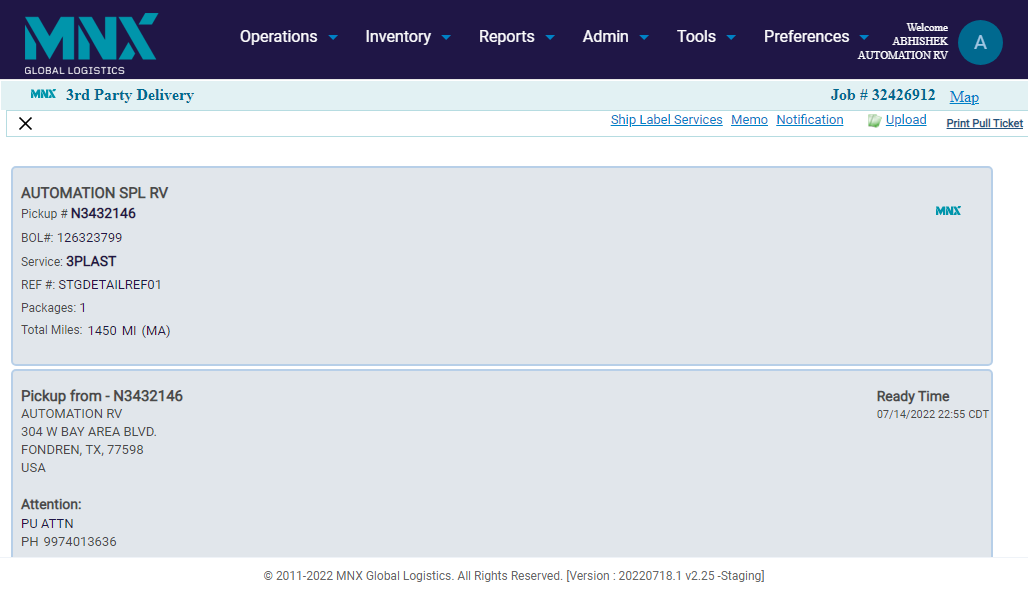 MNX
GLOBAL LOGISTICS
Operations
Inventory
Reports
Admin
Tools
Preferences
Welcome
ABHISHEK
AUTOMATION RV
A
MNX 3rd Party Delivery
Job # 32426912
Map
Ship Label Services
Memo
Notification
Upload
Print Pull Ticket
AUTOMATION SPL RV
Pickup # N3432146
MNX
BOL#: 126323799
Service: 3PLAST
REF #: STGDETAILREF01
Packages: 1
Total Miles: 1450 MI (MA)
Pickup from - N3432146
AUTOMATION RV
304 W BAY AREA BLVD.
FONDREN, TX, 77598
USA
Ready Time
07/14/2022 22:55 CDT
Attention:
PU ATTN
PH 9974013636
© 2011-2022 MNX Global Logistics. All Rights Reserved. [Version : 20220718.1 v2.25 -Staging]